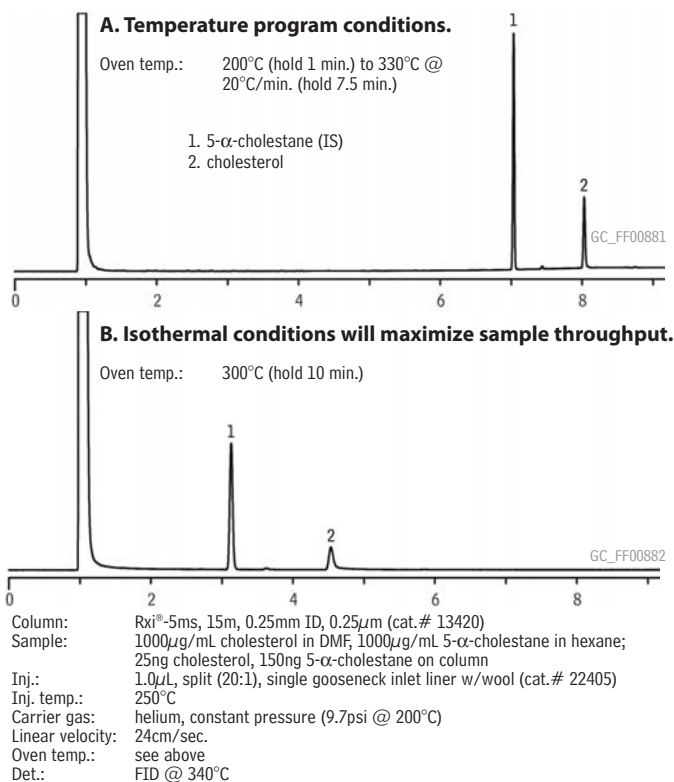 A. Temperature program conditions.
Oven temp.: 200°C (hold 1 min.) to 330°C @
20°C/min. (hold 7.5 min.)
1. 5-α-cholestane (IS)
2. cholesterol
1
2
GC_FF00881
0 2 4 6 8
B. Isothermal conditions will maximize sample throughput.
Oven temp.: 300°C (hold 10 min.)
1
2
GC_FF00882
0 2 4 6 8
Column: Rxi®-5ms, 15m, 0.25mm ID, 0.25µm (cat.# 13420)
Sample: 1000µg/mL cholesterol in DMF, 1000µg/mL 5-α-cholestane in hexane;
25ng cholesterol, 150ng 5-α-cholestane on column
Inj.: 1.0µL, split (20:1), single gooseneck inlet liner w/wool (cat.# 22405)
Inj. temp.: 250°C
Carrier gas: helium, constant pressure (9.7psi @ 200°C)
Linear velocity: 24cm/sec.
Oven temp.: see above
Det.: FID @ 340°C